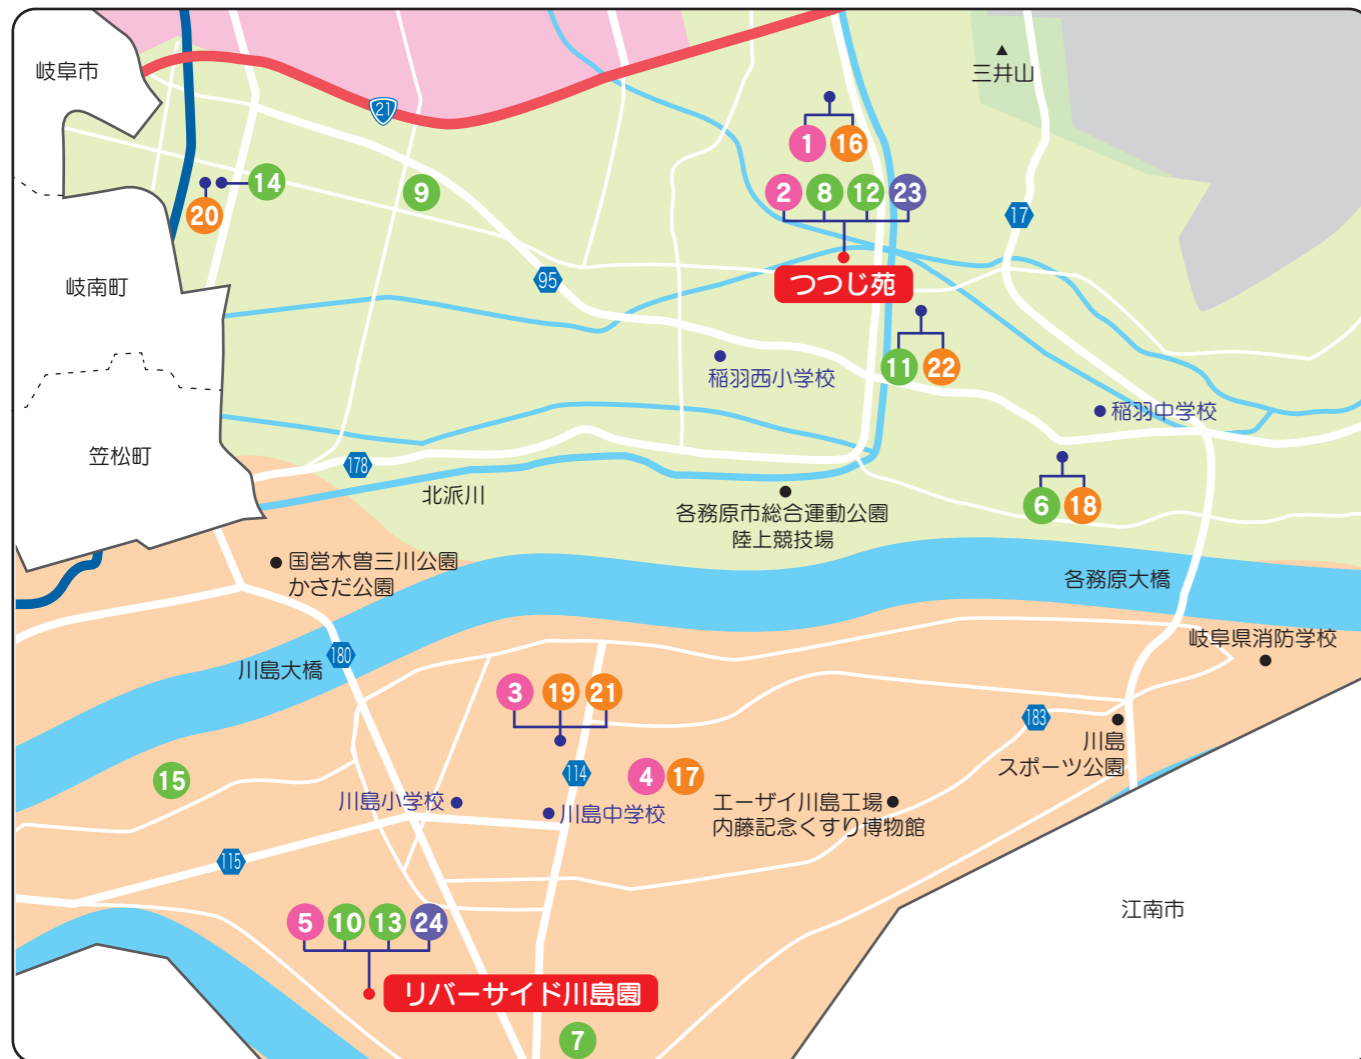 岐阜市
21
三井山
1 16
14
9
2 8 12 23
20
17
95
つつじ苑
岐南町
11 22
稲羽西小学校
稲羽中学校
笠松町
178
北派川
6 18
各務原市総合運動公園
陸上競技場
国営木曽三川公園
かさだ公園
各務原大橋
岐阜県消防学校
川島大橋
180
3 19 21
183
川島
スポーツ公園
15
114
4 17
川島小学校
川島中学校
エーザイ川島工場
内藤記念くすり博物館
115
5 10 13 24
江南市
リバーサイド川島園
7